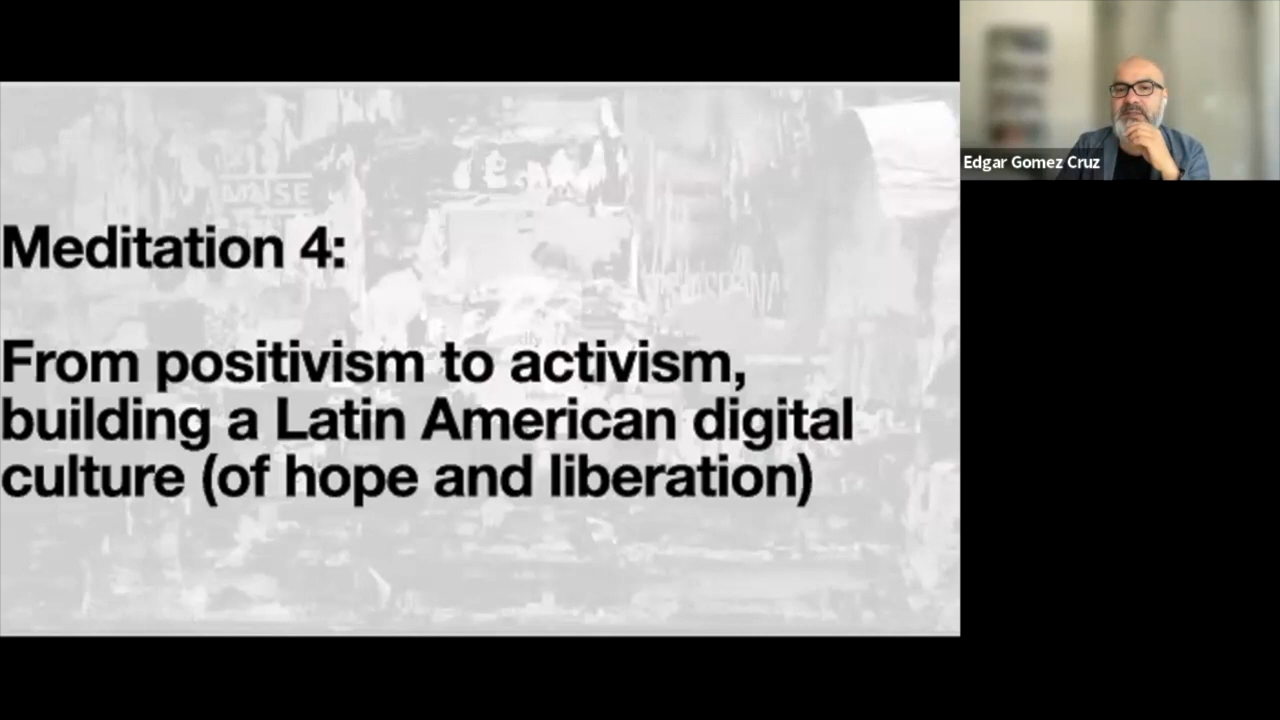 Meditation 4:
From positivism to activism,
building a Latin American digital
culture (of hope and liberation)
Edgar Gomez Cruz